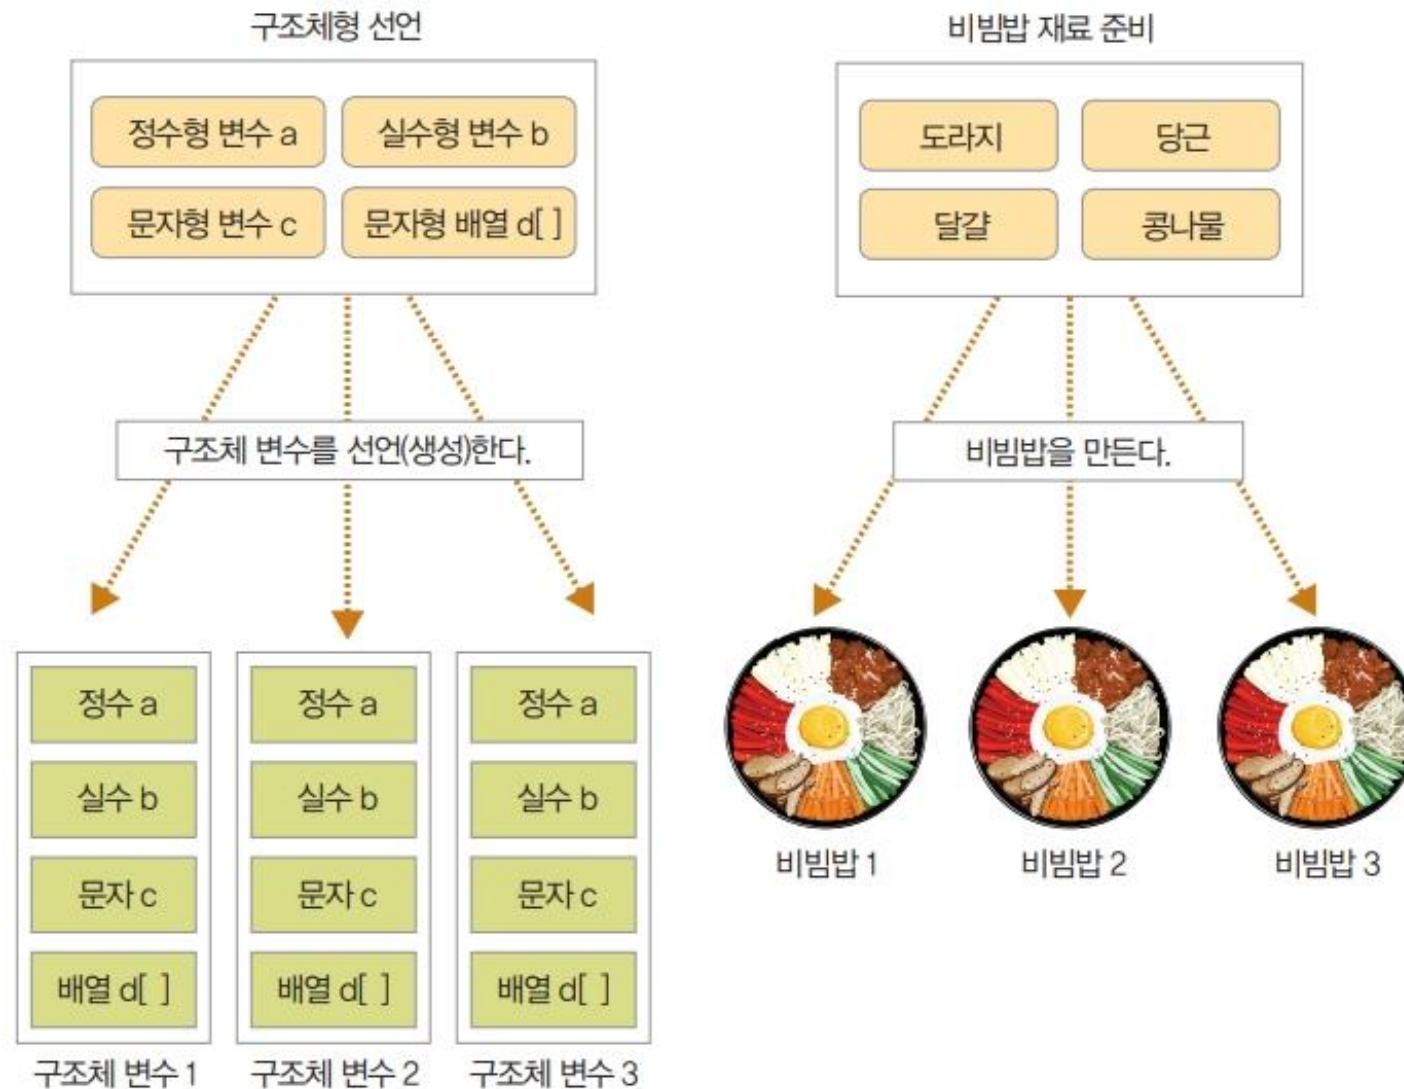 구조체형 선언
정수형 변수 a
실수형 변수 b
문자형 변수 c
문자형 배열 d[ ]
구조체 변수를 선언(생성)한다.
정수 a
실수 b
문자 c
배열 d[ ]
구조체 변수 1
정수 a
실수 b
문자 c
배열 d[ ]
구조체 변수 2
정수 a
실수 b
문자 c
배열 d[ ]
구조체 변수 3
비빔밥 재료 준비
도라지
당근
달걀
콩나물
비빔밥을 만든다.
비빔밥 1
비빔밥 2
비빔밥 3